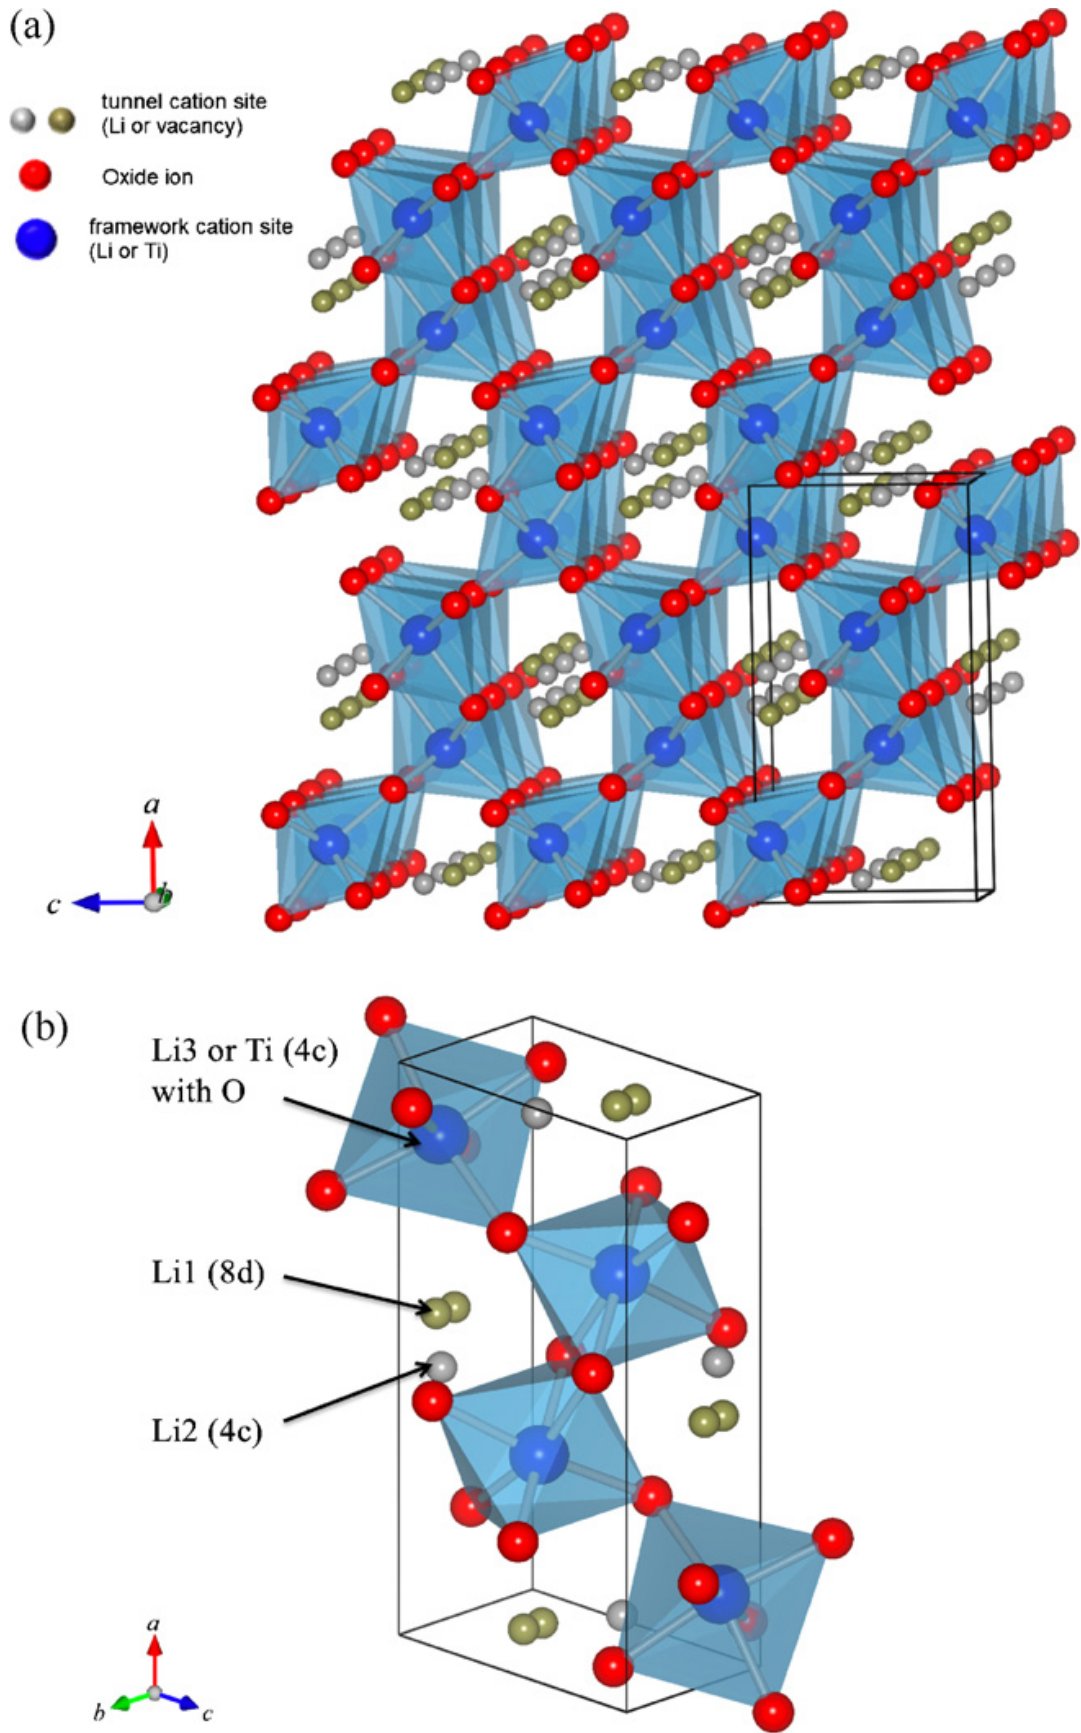 (a)
tunnel cation site
(Li or vacancy)
Oxide ion
framework cation site
(Li or Ti)
a
c
b
(b)
Li3 or Ti (4c)
with O
Li1 (8d)
Li2 (4c)
a
b
c